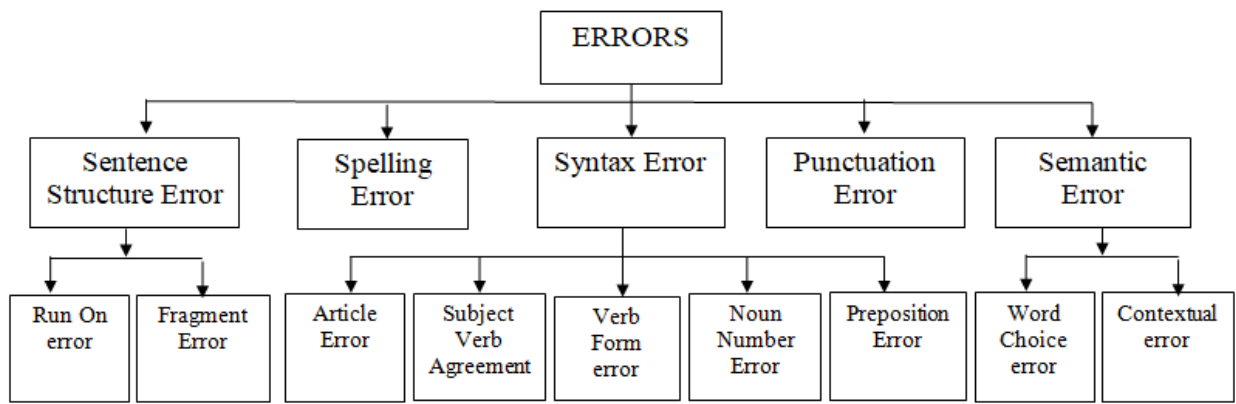 ERRORS
Sentence
Structure Error
Spelling
Error
Syntax Error
Punctuation
Error
Semantic
Error
Run On
error
Fragment
Error
Article
Error
Subject
Verb
Agreement
Verb
Form
error
Noun
Number
Error
Preposition
Error
Word
Choice
error
Contextual
error